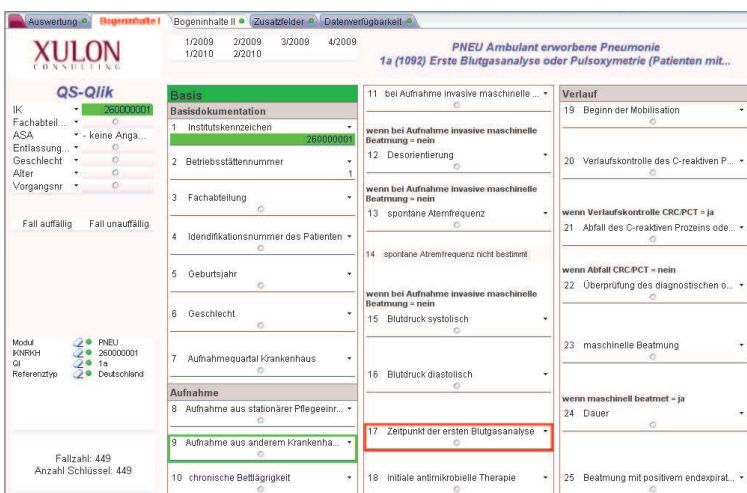 Auswertung
Bogeninhalte I
Bogeninhalte II
Zusatzfelder
Datenverfügbarkeit
XULON
CONSULTING
1/2009 2/2009 3/2009 4/2009
1/2010 2/2010
PNEU Ambulant erworbene Pneumonie
1a (1092) Erste Blutgasanalyse oder Pulsoxymetrie (Patienten mit...
QS-Qlik
IK 260000001
Fachabteil...
ASA - keine Anga...
Entlassung...
Geschlecht
Alter
Vorgangsnr
Fall auffällig Fall unauffällig
Modul PNEU
IKNRKH 260000001
QI 1a
Referenztyp Deutschland
Fallzahl: 449
Anzahl Schlüssel: 449
Basis
Basisdokumentation
1 Institutskennzeichen
260000001
2 Betriebsstättennummer
1
3 Fachabteilung
4 Idendifikationsnummer des Patienten
5 Geburtsjahr
6 Geschlecht
7 Aufnahmequartal Krankenhaus
Aufnahme
8 Aufnahme aus stationärer Pflegeeinr...
9 Aufnahme aus anderem Krankenha...
10 chronische Bettlägrigkeit
11 bei Aufnahme invasive maschinelle ...
wenn bei Aufnahme invasive maschinelle
Beatmung = nein
12 Desorientierung
wenn bei Aufnahme invasive maschinelle
Beatmung = nein
13 spontane Atemfrequenz
14 spontane Atremfrequenz nicht bestimmt
wenn bei Aufnahme invasive maschinelle
Beatmung = nein
15 Blutdruck systolisch
16 Blutdruck diastolisch
17 Zeitpunkt der ersten Blutgasanalyse
18 initiale antimikrobielle Therapie
Verlauf
19 Beginn der Mobilisation
20 Verlaufskontrolle des C-reaktiven P...
wenn Verlaufskontrolle CRC/PCT = ja
21 Abfall des C-reaktiven Prozeins ode...
wenn Abfall CRC/PCT = nein
22 Überprüfung des diagnostischen o...
23 maschinelle Beatmung
wenn maschinell beatmet = ja
24 Dauer
25 Beatmung mit positivem endexpirat...